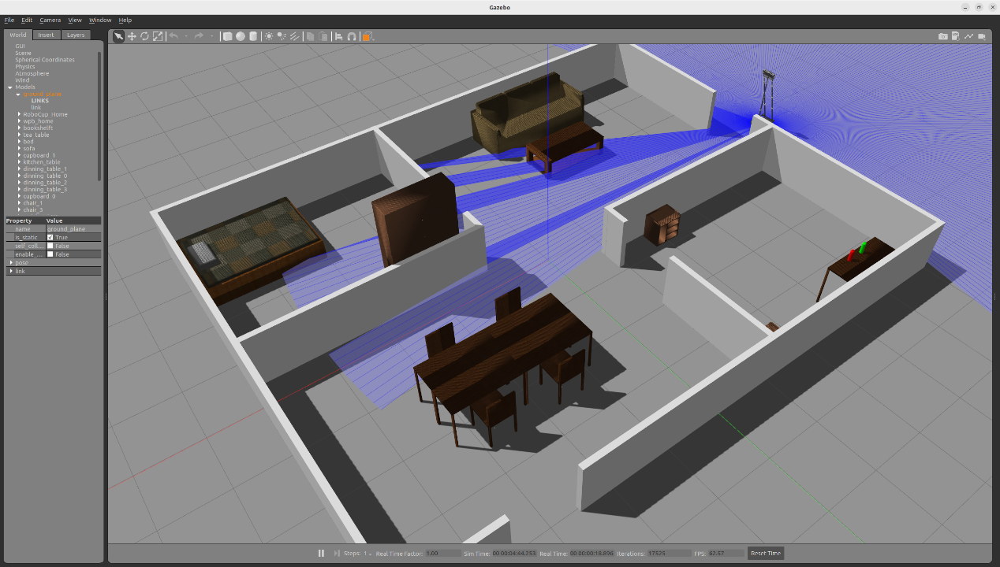 Gazebo
File Edit Camera View Window Help
World Insert Layers
GUI
Scene
Spherical Coordinates
Physics
Atmosphere
Wind
Models
ground_plane
LINKS
link
RoboCup_Home
wpb_home
bookshelft
tea_table
bed
sofa
cupboard_1
kitchen_table
dinning_table_1
dinning_table_0
dinning_table_2
dinning_table_3
cupboard_0
chair_1
chair_3
Property Value
name ground_plane
is_static True
self_coll... False
enable_... False
pose
link
Steps: 1 Real Time Factor: 1.00 Sim Time: 00 00:04:44.253 Real Time: 00 00:00:18.896 Iterations: 17525 FPS: 62.57 Reset Time